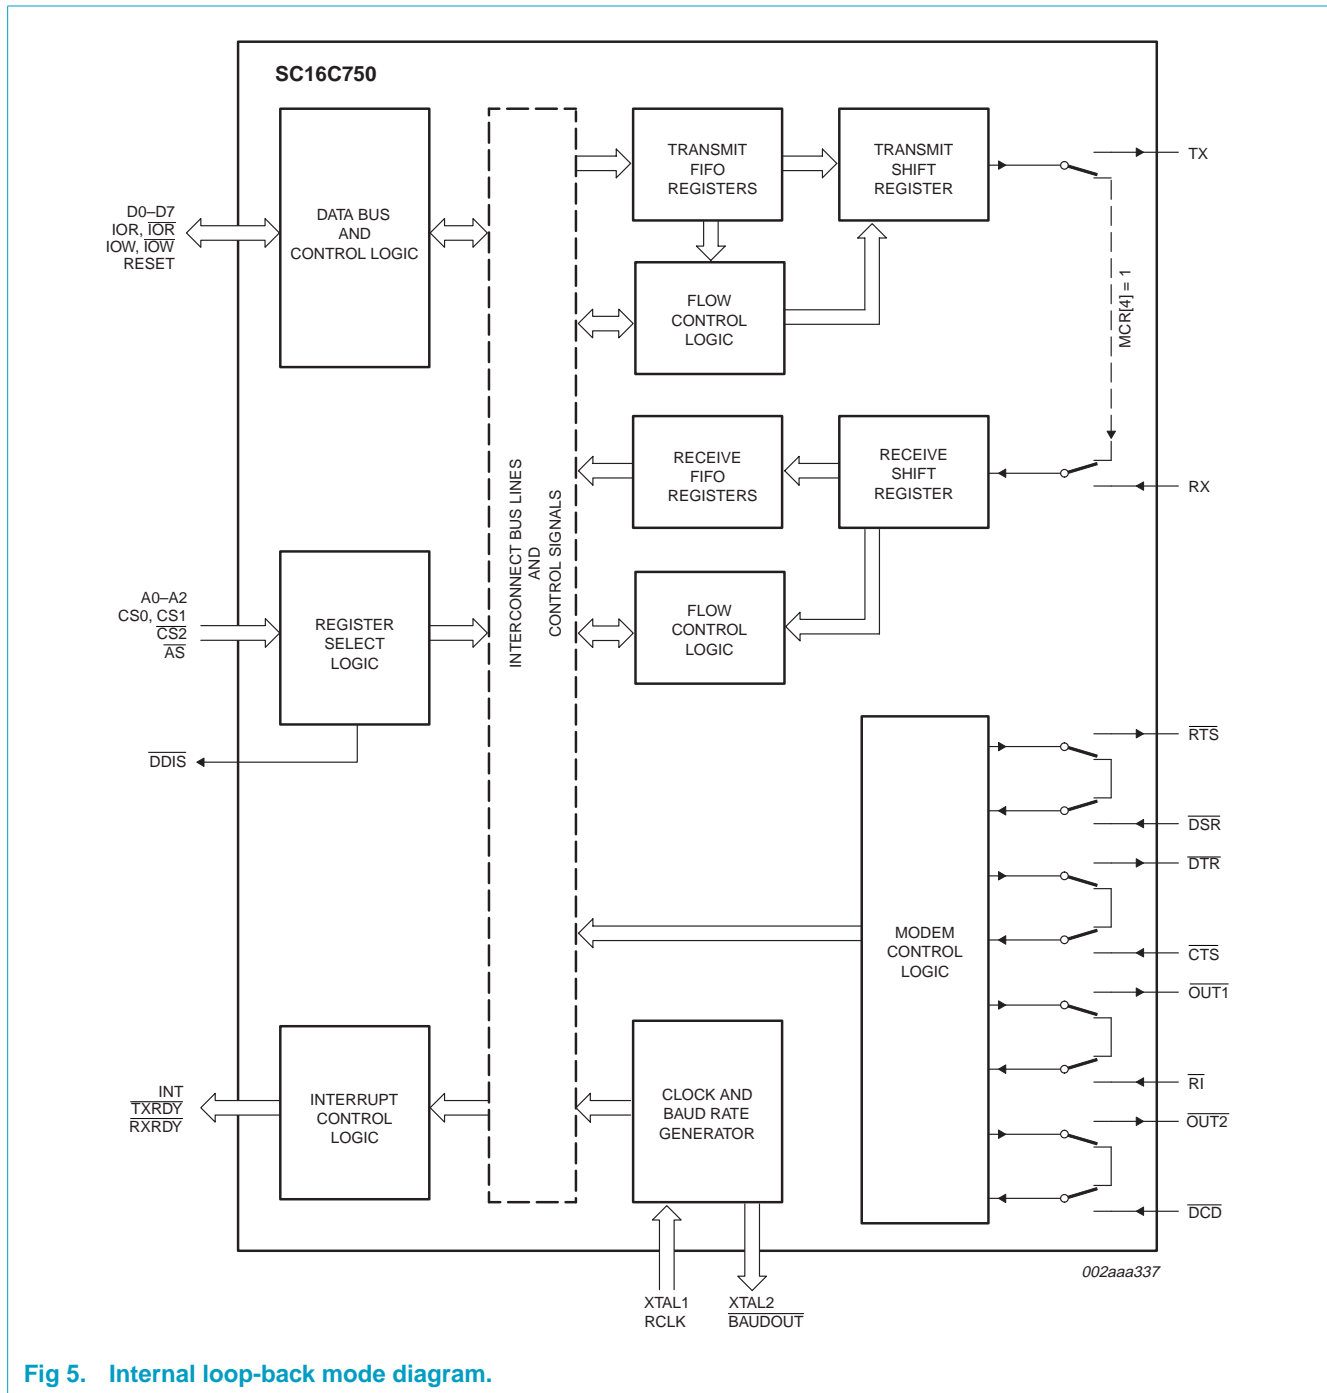 SC16C750
DATA BUS
AND
CONTROL LOGIC
D0–D7
IOR, IOR
IOW, IOW
RESET
TRANSMIT
FIFO
REGISTERS
TRANSMIT
SHIFT
REGISTER
TX
FLOW
CONTROL
LOGIC
MCR[4] = 1
RECEIVE
FIFO
REGISTERS
RECEIVE
SHIFT
REGISTER
RX
INTERCONNECT BUS LINES
AND
CONTROL SIGNALS
A0–A2
CS0, CS1
CS2
AS
REGISTER
SELECT
LOGIC
FLOW
CONTROL
LOGIC
DDIS
MODEM
CONTROL
LOGIC
RTS
DSR
DTR
CTS
OUT1
RI
OUT2
DCD
INT
TXRDY
RXRDY
INTERRUPT
CONTROL
LOGIC
CLOCK AND
BAUD RATE
GENERATOR
XTAL1
RCLK
XTAL2
BAUDOUT
002aaa337
Fig 5. Internal loop-back mode diagram.